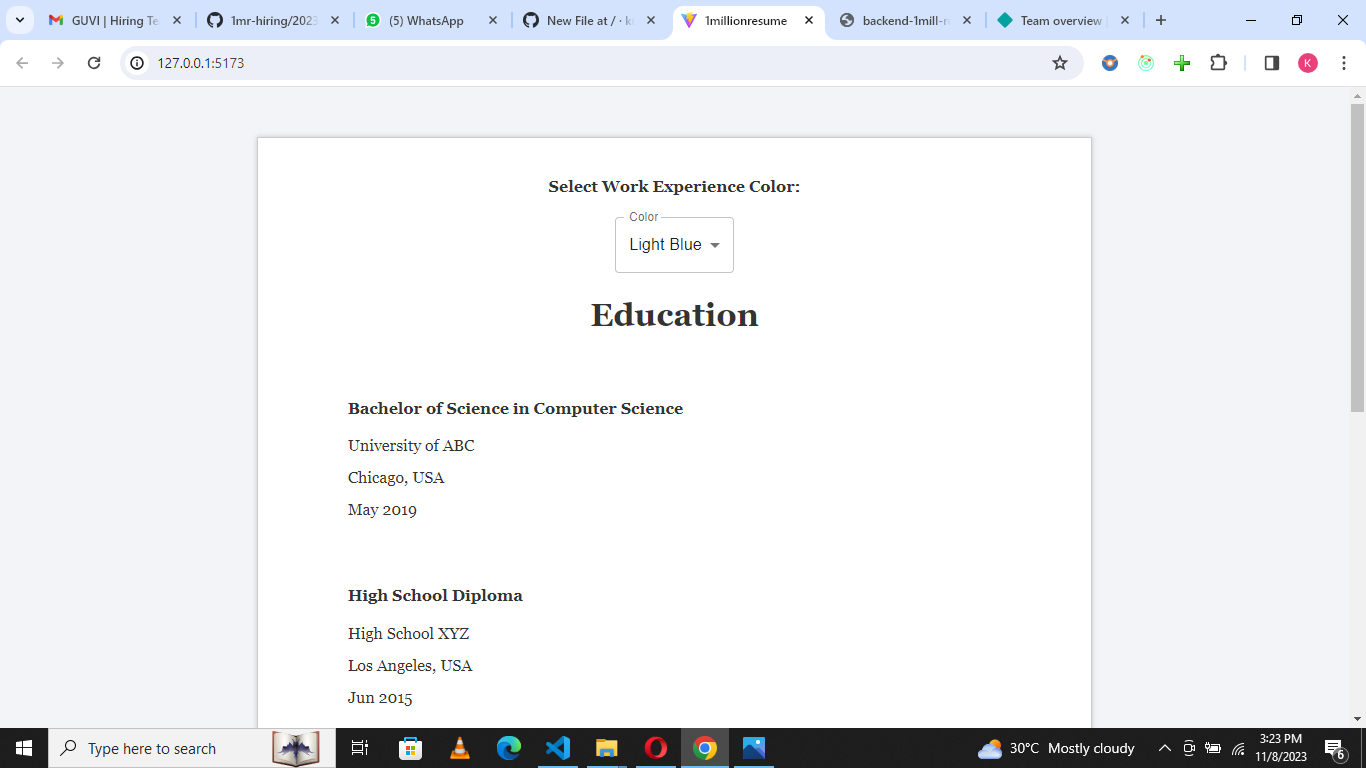 GUVI | Hiring Te
1mr-hiring/2023
(5) WhatsApp
New File at / · k
1millionresume
backend-1mill-r
Team overview |
127.0.0.1:5173
K
Select Work Experience Color:
Color
Light Blue
Education
Bachelor of Science in Computer Science
University of ABC
Chicago, USA
May 2019
High School Diploma
High School XYZ
Los Angeles, USA
Jun 2015
Type here to search
30°C Mostly cloudy
3:23 PM
11/8/2023
6